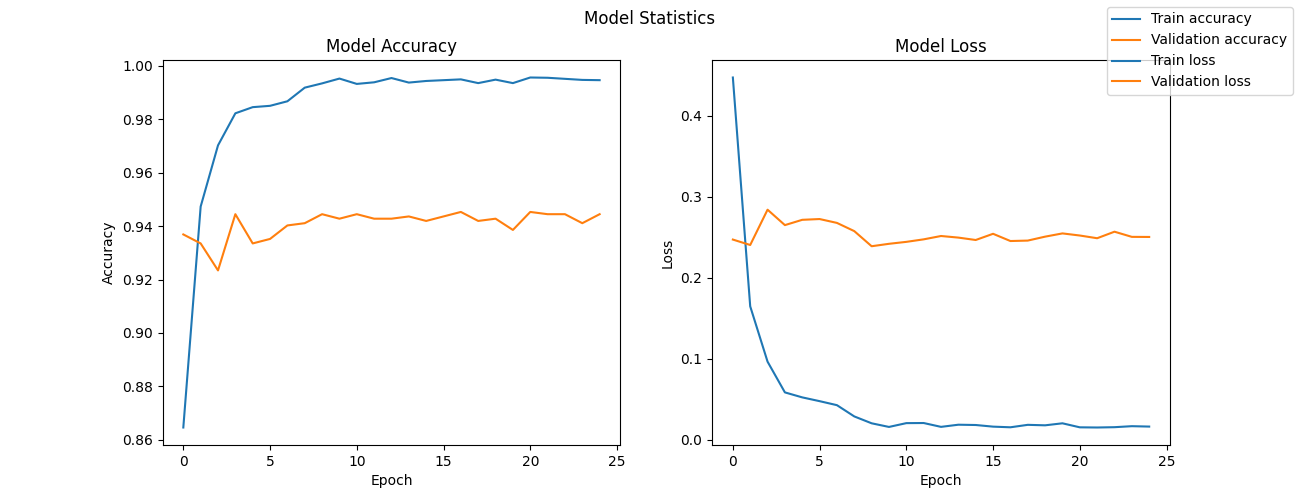 Model Statistics
Model Accuracy
Accuracy
1.00
0.98
0.96
0.94
0.92
0.90
0.88
0.86
0 5 10 15 20 25
Epoch
Model Loss
Loss
0.4
0.3
0.2
0.1
0.0
0 5 10 15 20 25
Epoch
Train accuracy
Validation accuracy
Train loss
Validation loss